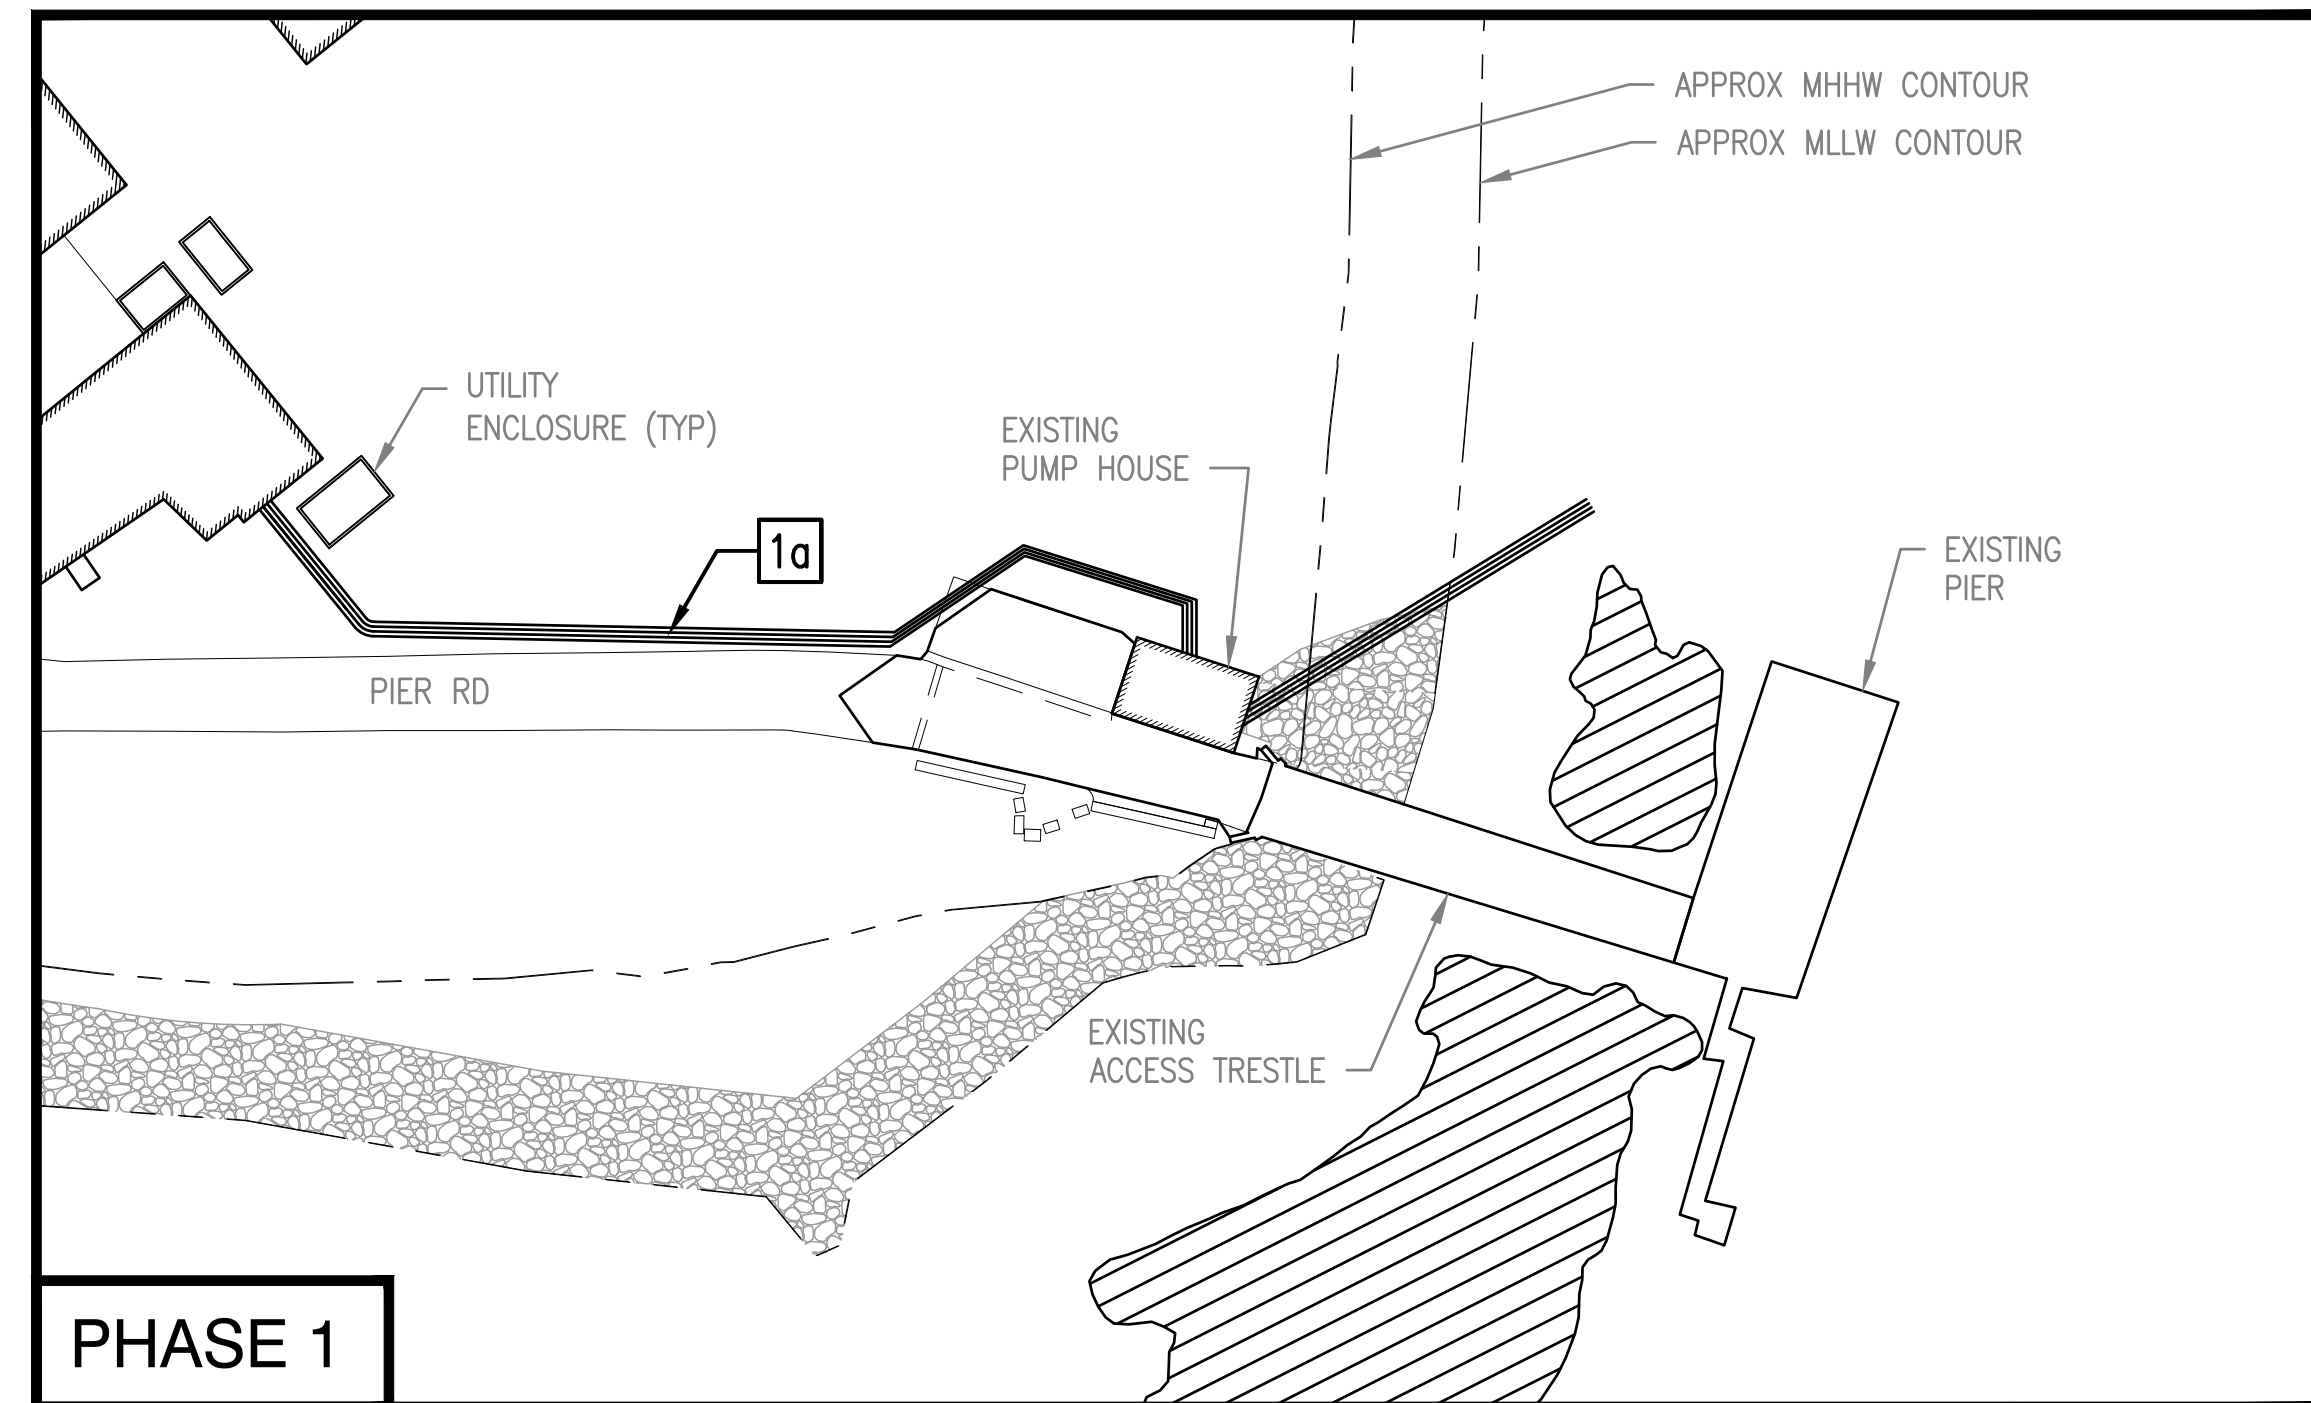 APPROX MHHW CONTOUR
APPROX MLLW CONTOUR
UTILITY
ENCLOSURE (TYP)
EXISTING
PUMP HOUSE
1a
EXISTING
PIER
PIER RD
EXISTING
ACCESS TRESTLE
PHASE 1